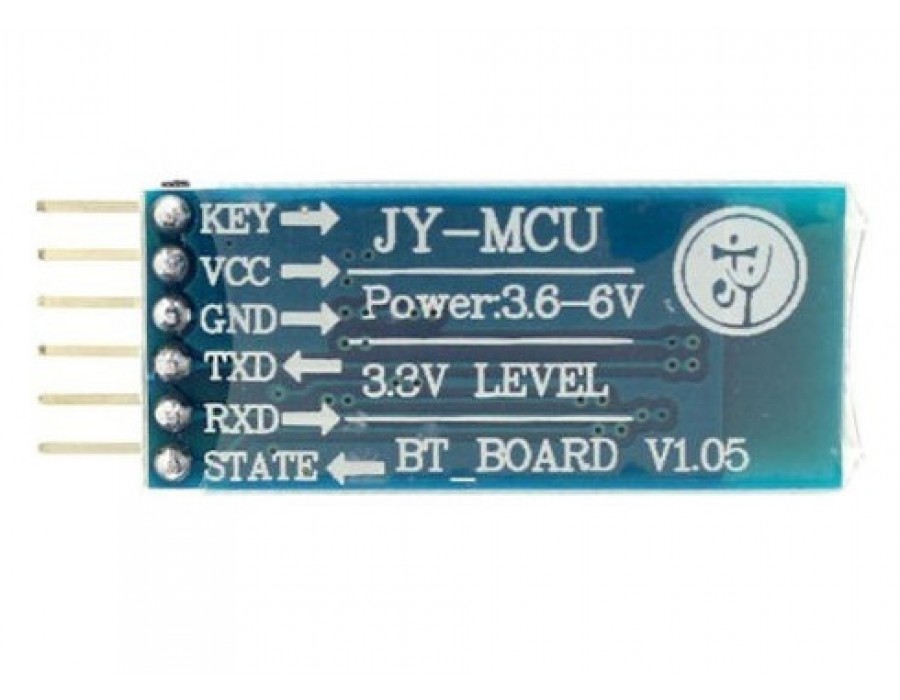 KEY
VCC
GND
TXD
RXD
STATE
JY-MCU
Power:3.6-6V
3.3V LEVEL
BT_BOARD V1.05